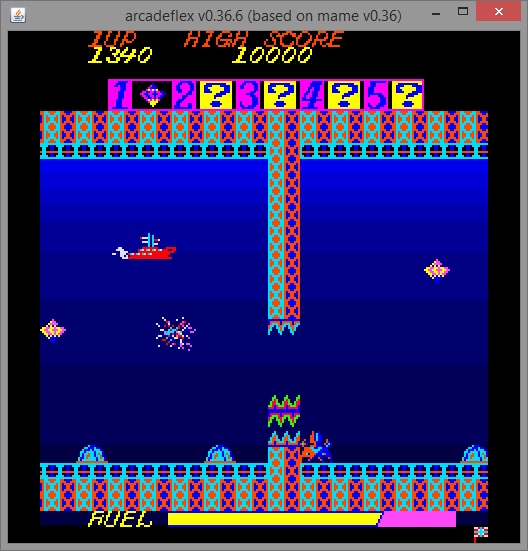 arcadeflex v0.36.6 (based on mame v0.36)
1UP HIGH SCORE
1340 10000
1 2 ? 3 ? 4 ? 5 ?
FUEL